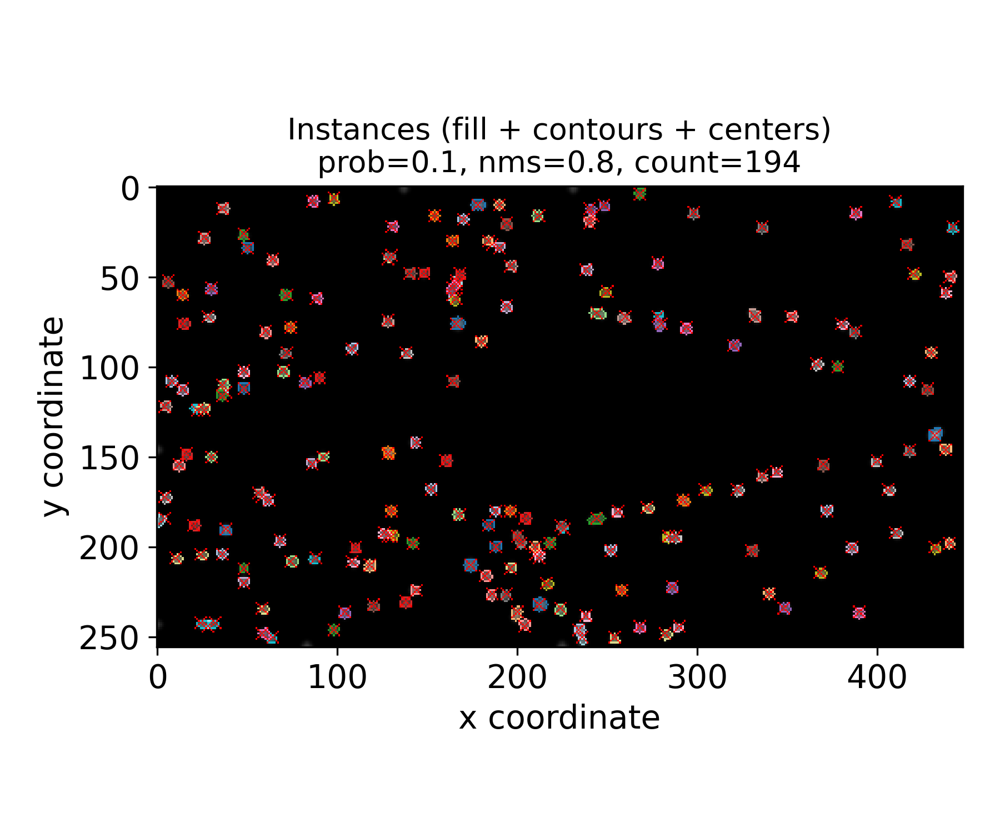 Instances (fill + contours + centers)
prob=0.1, nms=0.8, count=194
0
50
100
150
200
250
y coordinate
0 100 200 300 400
x coordinate